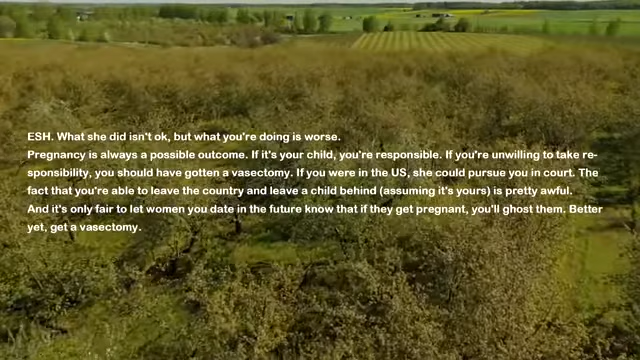 ESH. What she did isn't ok, but what you're doing is worse.
Pregnancy is always a possible outcome. If it's your child, you're responsible. If you're unwilling to take re-
sponsibility, you should have gotten a vasectomy. If you were in the US, she could pursue you in court. The
fact that you're able to leave the country and leave a child behind (assuming it's yours) is pretty awful.
And it's only fair to let women you date in the future know that if they get pregnant, you'll ghost them. Better
yet, get a vasectomy.